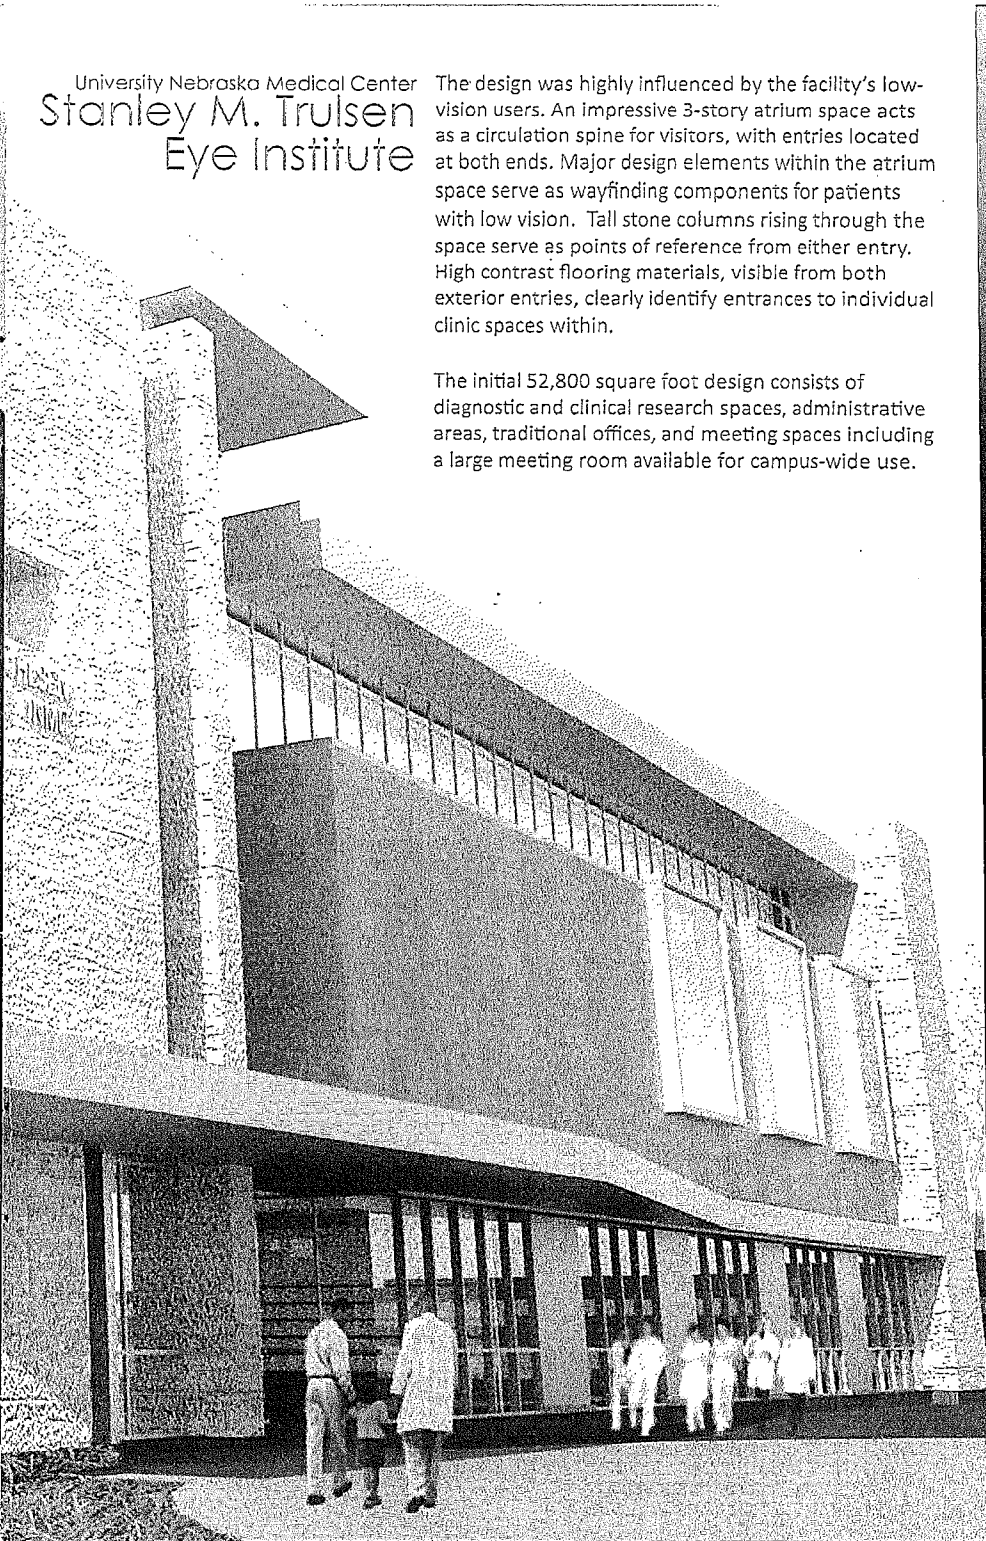 University Nebraska Medical Center
Stanley M. Trulsen
Eye Institute
The design was highly influenced by the facility's low-
vision users. An impressive 3-story atrium space acts
as a circulation spine for visitors, with entries located
at both ends. Major design elements within the atrium
space serve as wayfinding components for patients
with low vision. Tall stone columns rising through the
space serve as points of reference from either entry.
High contrast flooring materials, visible from both
exterior entries, clearly identify entrances to individual
clinic spaces within.
The initial 52,800 square foot design consists of
diagnostic and clinical research spaces, administrative
areas, traditional offices, and meeting spaces including
a large meeting room available for campus-wide use.